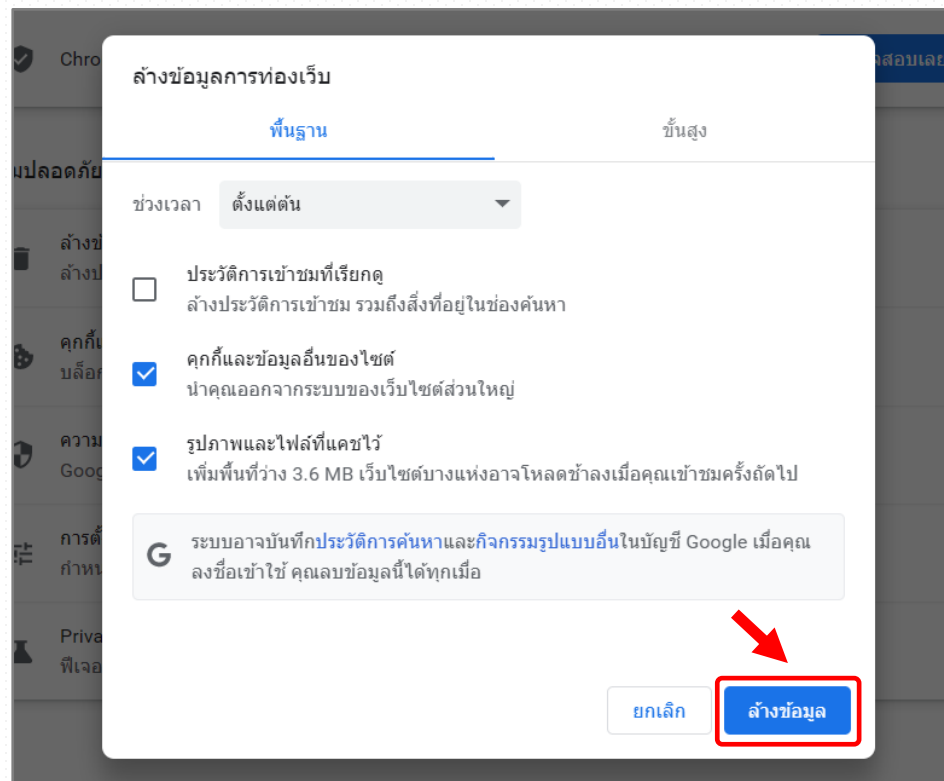 Chro
ล้างข้อมูลการท่องเว็บ
พื้นฐาน
ขั้นสูง
ช่วงเวลา ตั้งแต่ต้น
ประวัติการเข้าชมที่เรียกดู
ล้างประวัติการเข้าชม รวมถึงสิ่งที่อยู่ในช่องค้นหา
คุกกี้และข้อมูลอื่นของไซต์
นำคุณออกจากระบบของเว็บไซต์ส่วนใหญ่
รูปภาพและไฟล์ที่แคชไว้
เพิ่มพื้นที่ว่าง 3.6 MB เว็บไซต์บางแห่งอาจโหลดช้าลงเมื่อคุณเข้าชมครั้งถัดไป
ระบบอาจบันทึกประวัติการค้นหาและกิจกรรมรูปแบบอื่นในบัญชี Google เมื่อคุณ
ลงชื่อเข้าใช้ คุณลบข้อมูลนี้ได้ทุกเมื่อ
ยกเลิก
ล้างข้อมูล